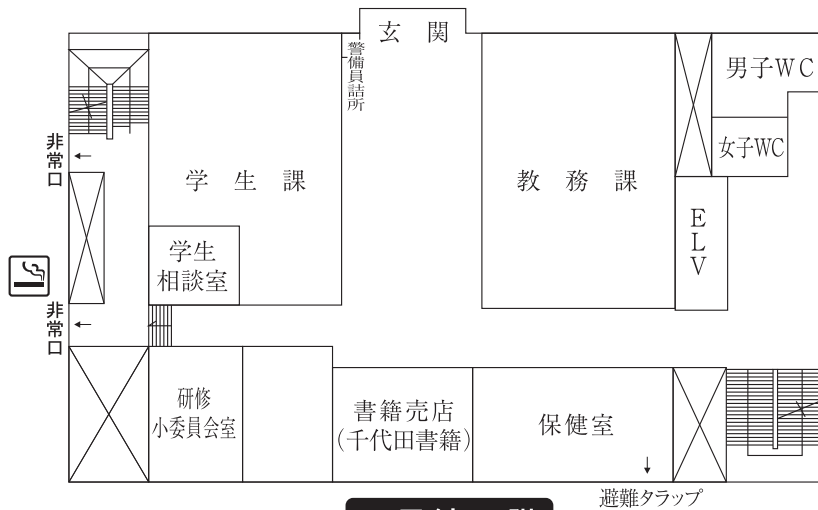 玄 関
警備員詰所
男子WC
女子WC
非常口
学 生 課
教 務 課
ELV
学生
相談室
非常口
研修
小委員会室
書籍売店
(千代田書籍)
保健室
避難タラップ